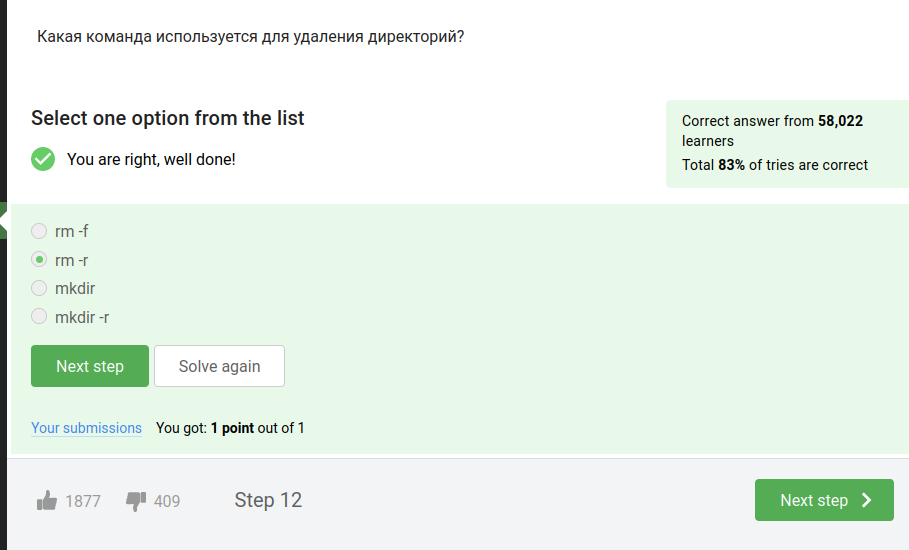 Какая команда используется для удаления директорий?
Select one option from the list
You are right, well done!
Correct answer from 58,022
learners
Total 83% of tries are correct
rm -f
rm -r
mkdir
mkdir -r
Next step
Solve again
Your submissions You got: 1 point out of 1
1877
409
Step 12
Next step